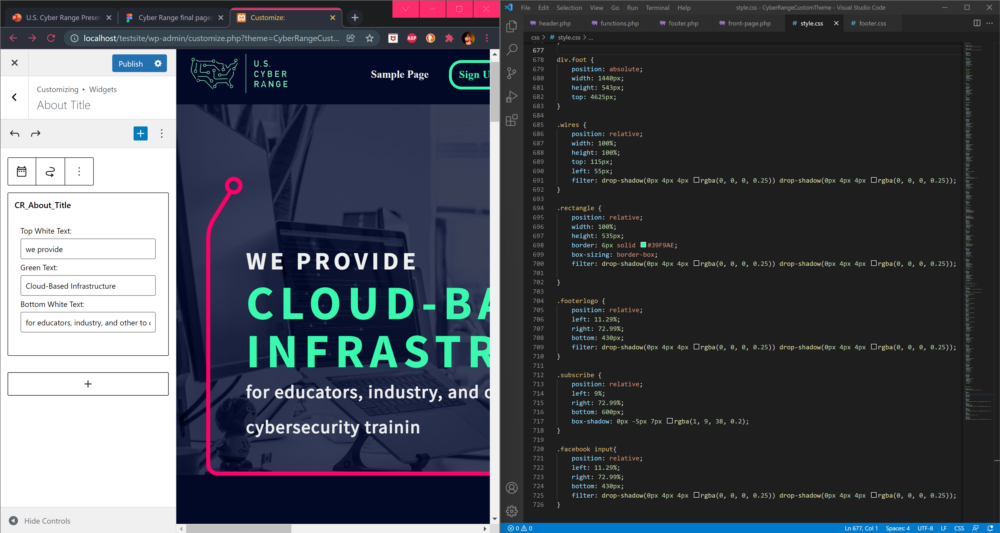 U.S. Cyber Range Presen
Cyber Range final pages
Customize:
localhost/testsite/wp-admin/customize.php?theme=CyberRangeCust...
ABP
Publish
Customizing ▸ Widgets
About Title
CR_About_Title
Top White Text:
we provide
Green Text:
Cloud-Based Infrastructure
Bottom White Text:
for educators, industry, and other to c
Hide Controls
U.S.
CYBER
RANGE
Sample Page
Sign U
WE PROVIDE
CLOUD-BA
INFRASTR
for educators, industry, and o
cybersecurity trainin
File Edit Selection View Go Run Terminal Help
style.css - CyberRangeCustomTheme - Visual Studio Code
header.php functions.php footer.php front-page.php # style.css # footer.css
css > # style.css > ...
677
678 div.foot {
679 position: absolute;
680 width: 1440px;
681 height: 543px;
682 top: 4625px;
683 }
684
685 .wires {
686 position: relative;
687 width: 100%;
688 height: 100%;
689 top: 115px;
690 left: 55px;
691 filter: drop-shadow(0px 4px 4px rgba(0, 0, 0, 0.25)) drop-shadow(0px 4px 4px rgba(0, 0, 0, 0.25));
692 }
693
694 .rectangle {
695 position: relative;
696 width: 100%;
697 height: 535px;
698 border: 6px solid #39F9AE;
699 box-sizing: border-box;
700 filter: drop-shadow(0px 4px 4px rgba(0, 0, 0, 0.25)) drop-shadow(0px 4px 4px rgba(0, 0, 0, 0.25));
701
702 }
703
704 .footerlogo {
705 position: relative;
706 left: 11.29%;
707 right: 72.99%;
708 bottom: 430px;
709 filter: drop-shadow(0px 4px 4px rgba(0, 0, 0, 0.25)) drop-shadow(0px 4px 4px rgba(0, 0, 0, 0.25));
710 }
711
712 .subscribe {
713 position: relative;
714 left: 9%;
715 right: 72.99%;
716 bottom: 600px;
717 box-shadow: 0px -5px 7px rgba(1, 9, 38, 0.2);
718 }
719
720 .facebook input{
721 position: relative;
722 left: 11.29%;
723 right: 72.99%;
724 bottom: 430px;
725 filter: drop-shadow(0px 4px 4px rgba(0, 0, 0, 0.25)) drop-shadow(0px 4px 4px rgba(0, 0, 0, 0.25));
726 }
0 0
Ln 677, Col 1 Spaces: 4 UTF-8 LF CSS